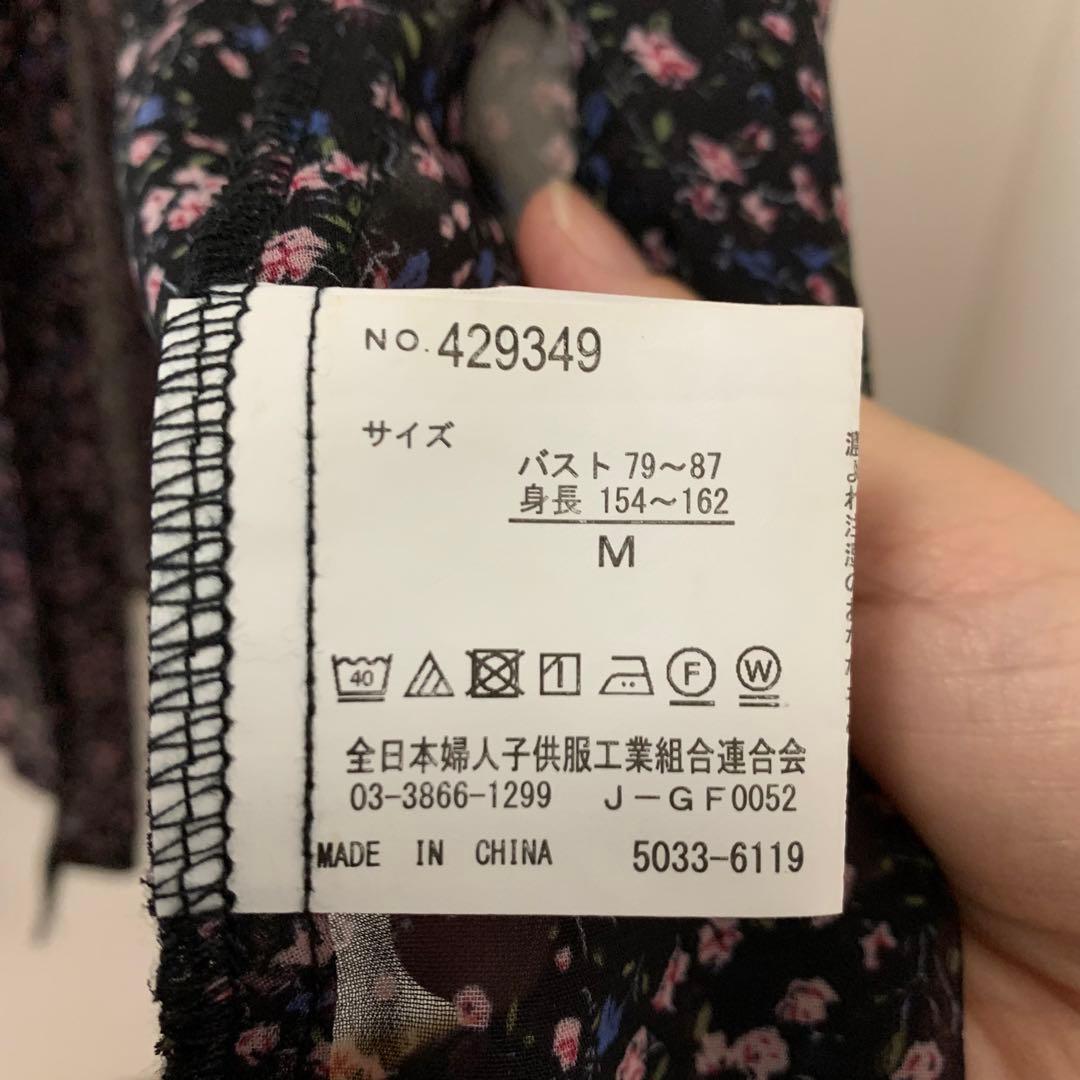 NO.429349
サイズ
バスト 79～87
身長 154～162
M
40
1
F
W
全日本婦人子供服工業組合連合会
03-3866-1299 J－GF0052
MADE IN CHINA 5033-6119